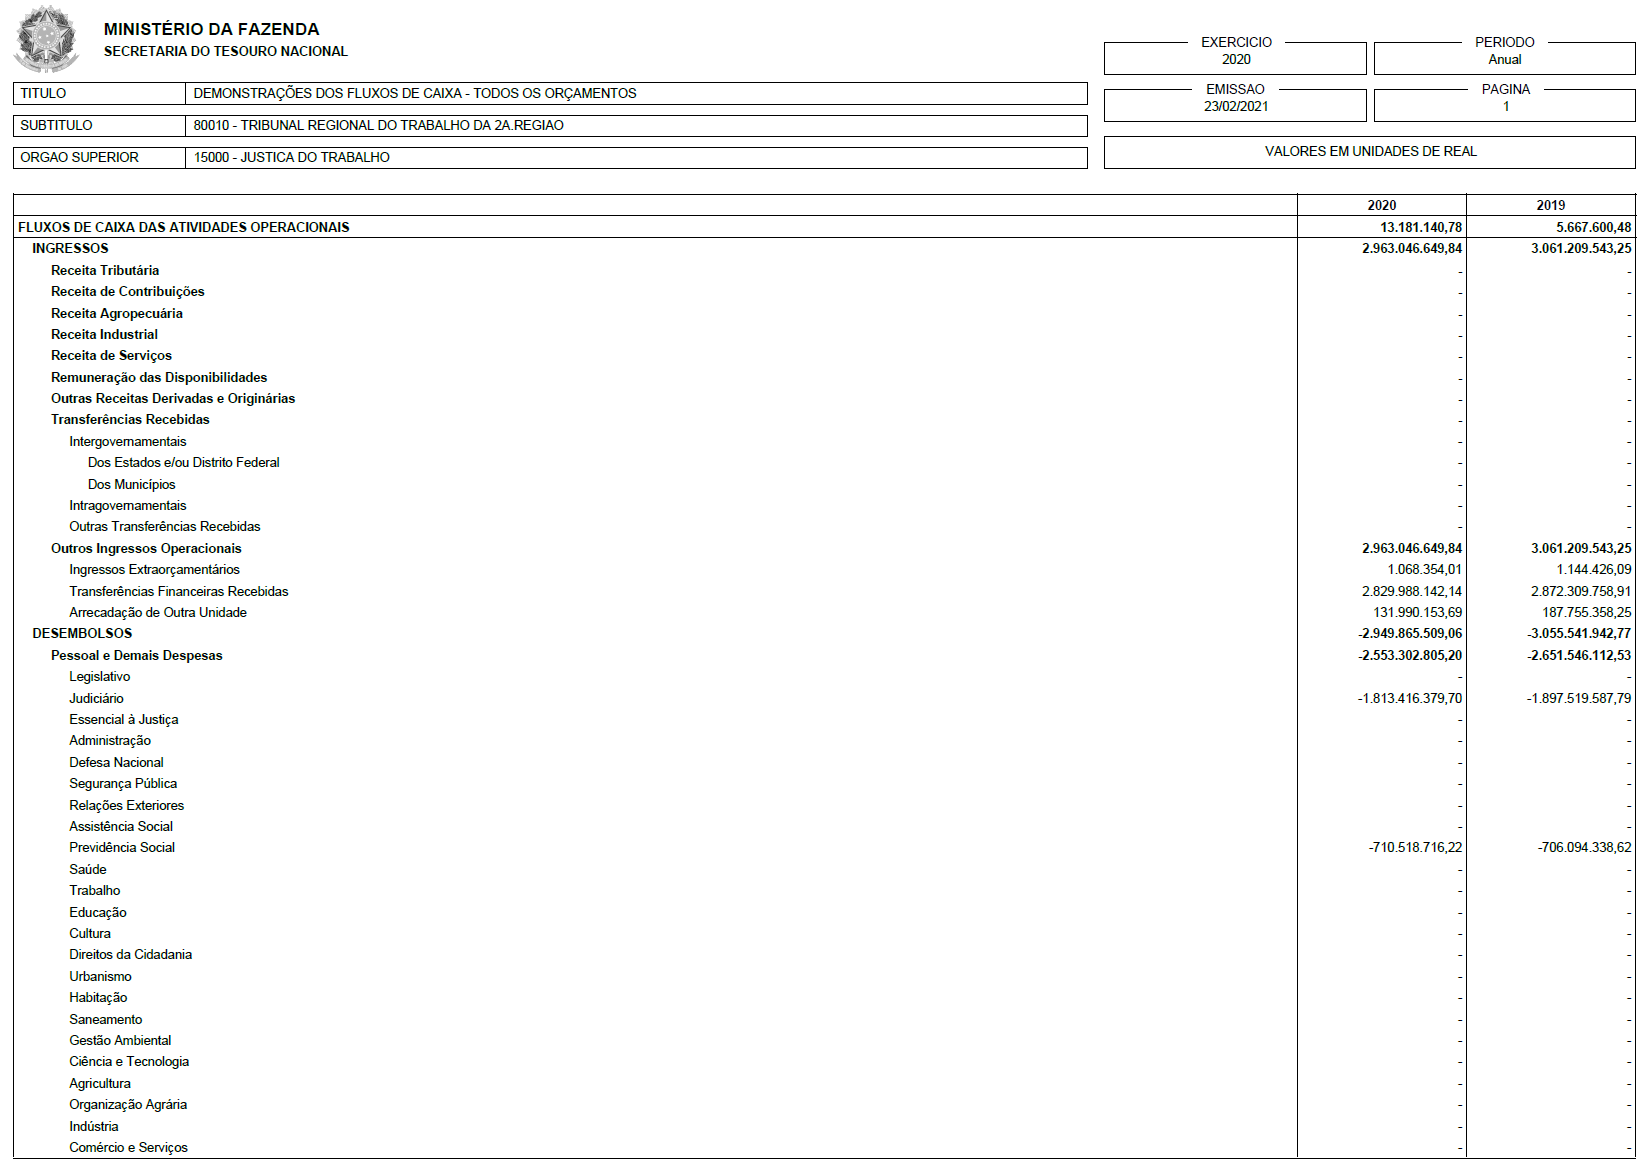 MINISTÉRIO DA FAZENDA
SECRETARIA DO TESOURO NACIONAL
EXERCICIO
2020
PERIODO
Anual
EMISSAO
23/02/2021
PAGINA
1
TITULO DEMONSTRAÇÕES DOS FLUXOS DE CAIXA - TODOS OS ORÇAMENTOS
SUBTITULO 80010 - TRIBUNAL REGIONAL DO TRABALHO DA 2A.REGIAO
ORGAO SUPERIOR 15000 - JUSTICA DO TRABALHO
VALORES EM UNIDADES DE REAL
2020 2019
FLUXOS DE CAIXA DAS ATIVIDADES OPERACIONAIS 13.181.140,78 5.667.600,48
INGRESSOS 2.963.046.649,84 3.061.209.543,25
Receita Tributária - -
Receita de Contribuições - -
Receita Agropecuária - -
Receita Industrial - -
Receita de Serviços - -
Remuneração das Disponibilidades - -
Outras Receitas Derivadas e Originárias - -
Transferências Recebidas - -
Intergovernamentais - -
Dos Estados e/ou Distrito Federal - -
Dos Municípios - -
Intragovernamentais - -
Outras Transferências Recebidas - -
Outros Ingressos Operacionais 2.963.046.649,84 3.061.209.543,25
Ingressos Extraorçamentários 1.068.354,01 1.144.426,09
Transferências Financeiras Recebidas 2.829.988.142,14 2.872.309.758,91
Arrecadação de Outra Unidade 131.990.153,69 187.755.358,25
DESEMBOLSOS -2.949.865.509,06 -3.055.541.942,77
Pessoal e Demais Despesas -2.553.302.805,20 -2.651.546.112,53
Legislativo - -
Judiciário -1.813.416.379,70 -1.897.519.587,79
Essencial à Justiça - -
Administração - -
Defesa Nacional - -
Segurança Pública - -
Relações Exteriores - -
Assistência Social - -
Previdência Social -710.518.716,22 -706.094.338,62
Saúde - -
Trabalho - -
Educação - -
Cultura - -
Direitos da Cidadania - -
Urbanismo - -
Habitação - -
Saneamento - -
Gestão Ambiental - -
Ciência e Tecnologia - -
Agricultura - -
Organização Agrária - -
Indústria - -
Comércio e Serviços - -